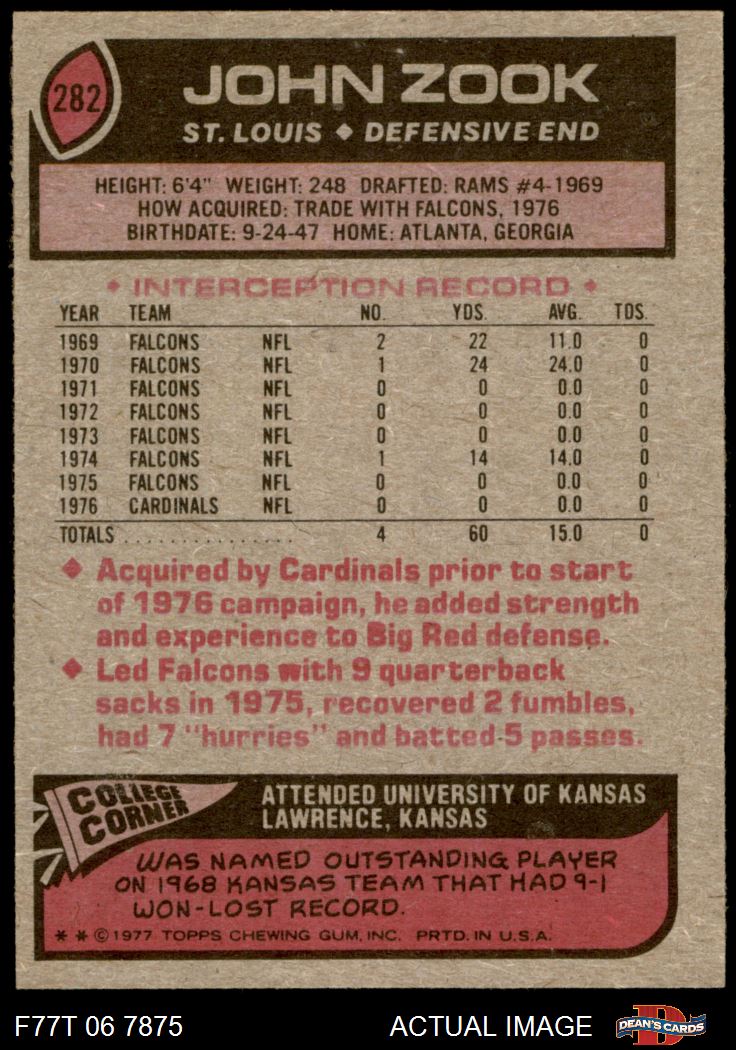 282
JOHN ZOOK
ST. LOUIS ◆ DEFENSIVE END
HEIGHT: 6'4" WEIGHT: 248 DRAFTED: RAMS #4-1969
HOW ACQUIRED: TRADE WITH FALCONS, 1976
BIRTHDATE: 9-24-47 HOME: ATLANTA, GEORGIA
◆ INTERCEPTION RECORD ◆
YEAR TEAM NO. YDS. AVG. TDS.
1969 FALCONS NFL 2 22 11.0 0
1970 FALCONS NFL 1 24 24.0 0
1971 FALCONS NFL 0 0 0.0 0
1972 FALCONS NFL 0 0 0.0 0
1973 FALCONS NFL 0 0 0.0 0
1974 FALCONS NFL 1 14 14.0 0
1975 FALCONS NFL 0 0 0.0 0
1976 CARDINALS NFL 0 0 0.0 0
TOTALS ................ 4 60 15.0 0
◆ Acquired by Cardinals prior to start
of 1976 campaign, he added strength
and experience to Big Red defense.
◆ Led Falcons with 9 quarterback
sacks in 1975, recovered 2 fumbles,
had 7 "hurries" and batted 5 passes.
COLLEGE
CORNER
ATTENDED UNIVERSITY OF KANSAS
LAWRENCE, KANSAS
WAS NAMED OUTSTANDING PLAYER
ON 1968 KANSAS TEAM THAT HAD 9-1
WON-LOST RECORD.
* * © 1977 TOPPS CHEWING GUM, INC. PRTD. IN U.S.A.
F77T 06 7875 ACTUAL IMAGE
D
DEAN'S CARDS